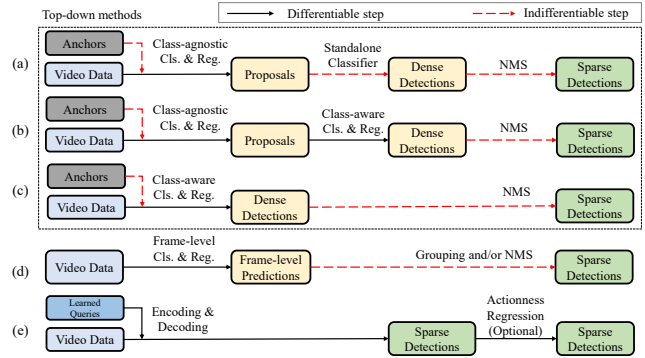 Top-down methods
Differentiable step
Indifferentiable step
(a)
Anchors
Video Data
Class-agnostic
Cls. & Reg.
Proposals
Standalone
Classifier
Dense
Detections
NMS
Sparse
Detections
(b)
Anchors
Video Data
Class-agnostic
Cls. & Reg.
Proposals
Class-aware
Cls. & Reg.
Dense
Detections
NMS
Sparse
Detections
(c)
Anchors
Video Data
Class-aware
Cls. & Reg.
Dense
Detections
NMS
Sparse
Detections
(d)
Video Data
Frame-level
Cls. & Reg.
Frame-level
Predictions
Grouping and/or NMS
Sparse
Detections
(e)
Learned
Queries
Video Data
Encoding &
Decoding
Sparse
Detections
Actionness
Regression
(Optional)
Sparse
Detections